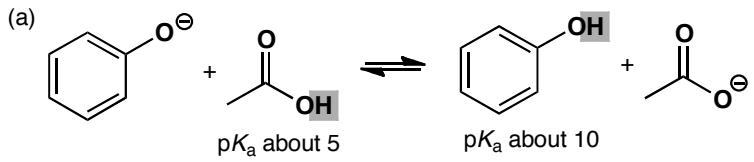 (a)
O⊖ + O OH ⇌ OH + O O⊖
pKa about 5 pKa about 10